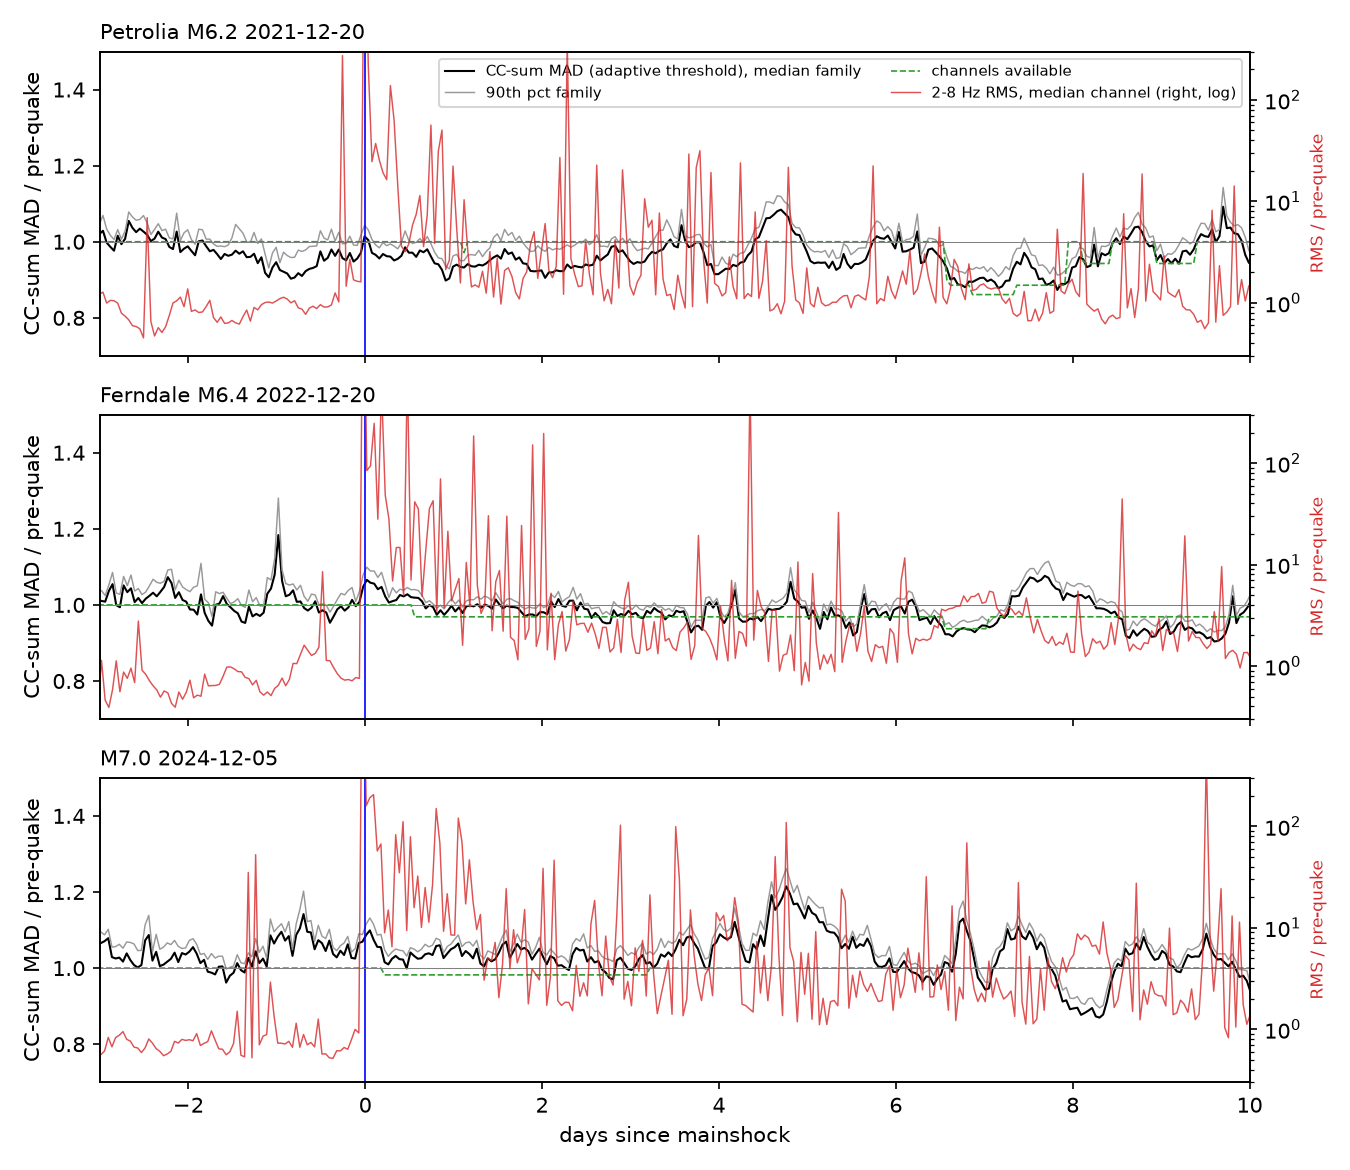 Petrolia M6.2 2021-12-20
CC-sum MAD (adaptive threshold), median family
90th pct family
channels available
2-8 Hz RMS, median channel (right, log)
CC-sum MAD / pre-quake
1.4
1.2
1.0
0.8
10²
10¹
10⁰
RMS / pre-quake
Ferndale M6.4 2022-12-20
CC-sum MAD / pre-quake
1.4
1.2
1.0
0.8
10²
10¹
10⁰
RMS / pre-quake
M7.0 2024-12-05
CC-sum MAD / pre-quake
1.4
1.2
1.0
0.8
10²
10¹
10⁰
RMS / pre-quake
−2 0 2 4 6 8 10
days since mainshock